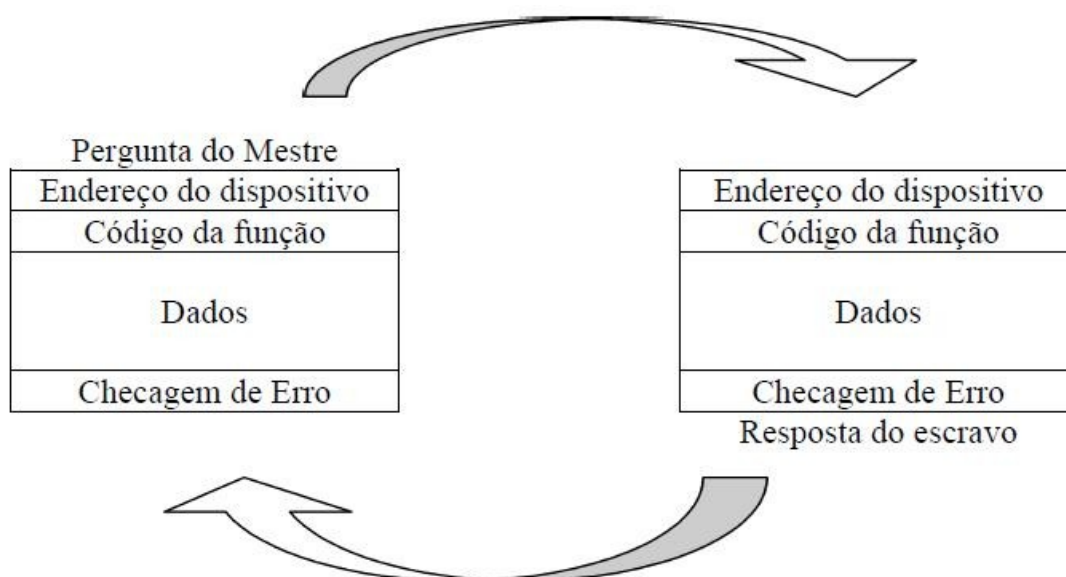 Pergunta do Mestre
Endereço do dispositivo
Código da função
Dados
Checagem de Erro
Endereço do dispositivo
Código da função
Dados
Checagem de Erro
Resposta do escravo